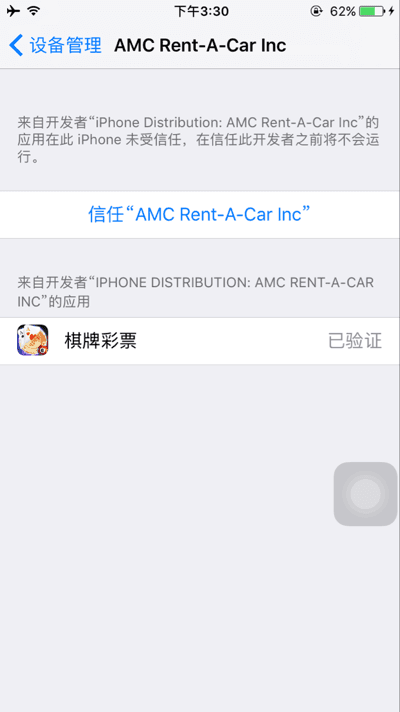 下午3:30
62%
设备管理
AMC Rent-A-Car Inc
来自开发者“iPhone Distribution: AMC Rent-A-Car Inc”的
应用在此 iPhone 未受信任，在信任此开发者之前将不会运
行。
信任“AMC Rent-A-Car Inc”
来自开发者“IPHONE DISTRIBUTION: AMC RENT-A-CAR
INC”的应用
棋牌彩票
已验证